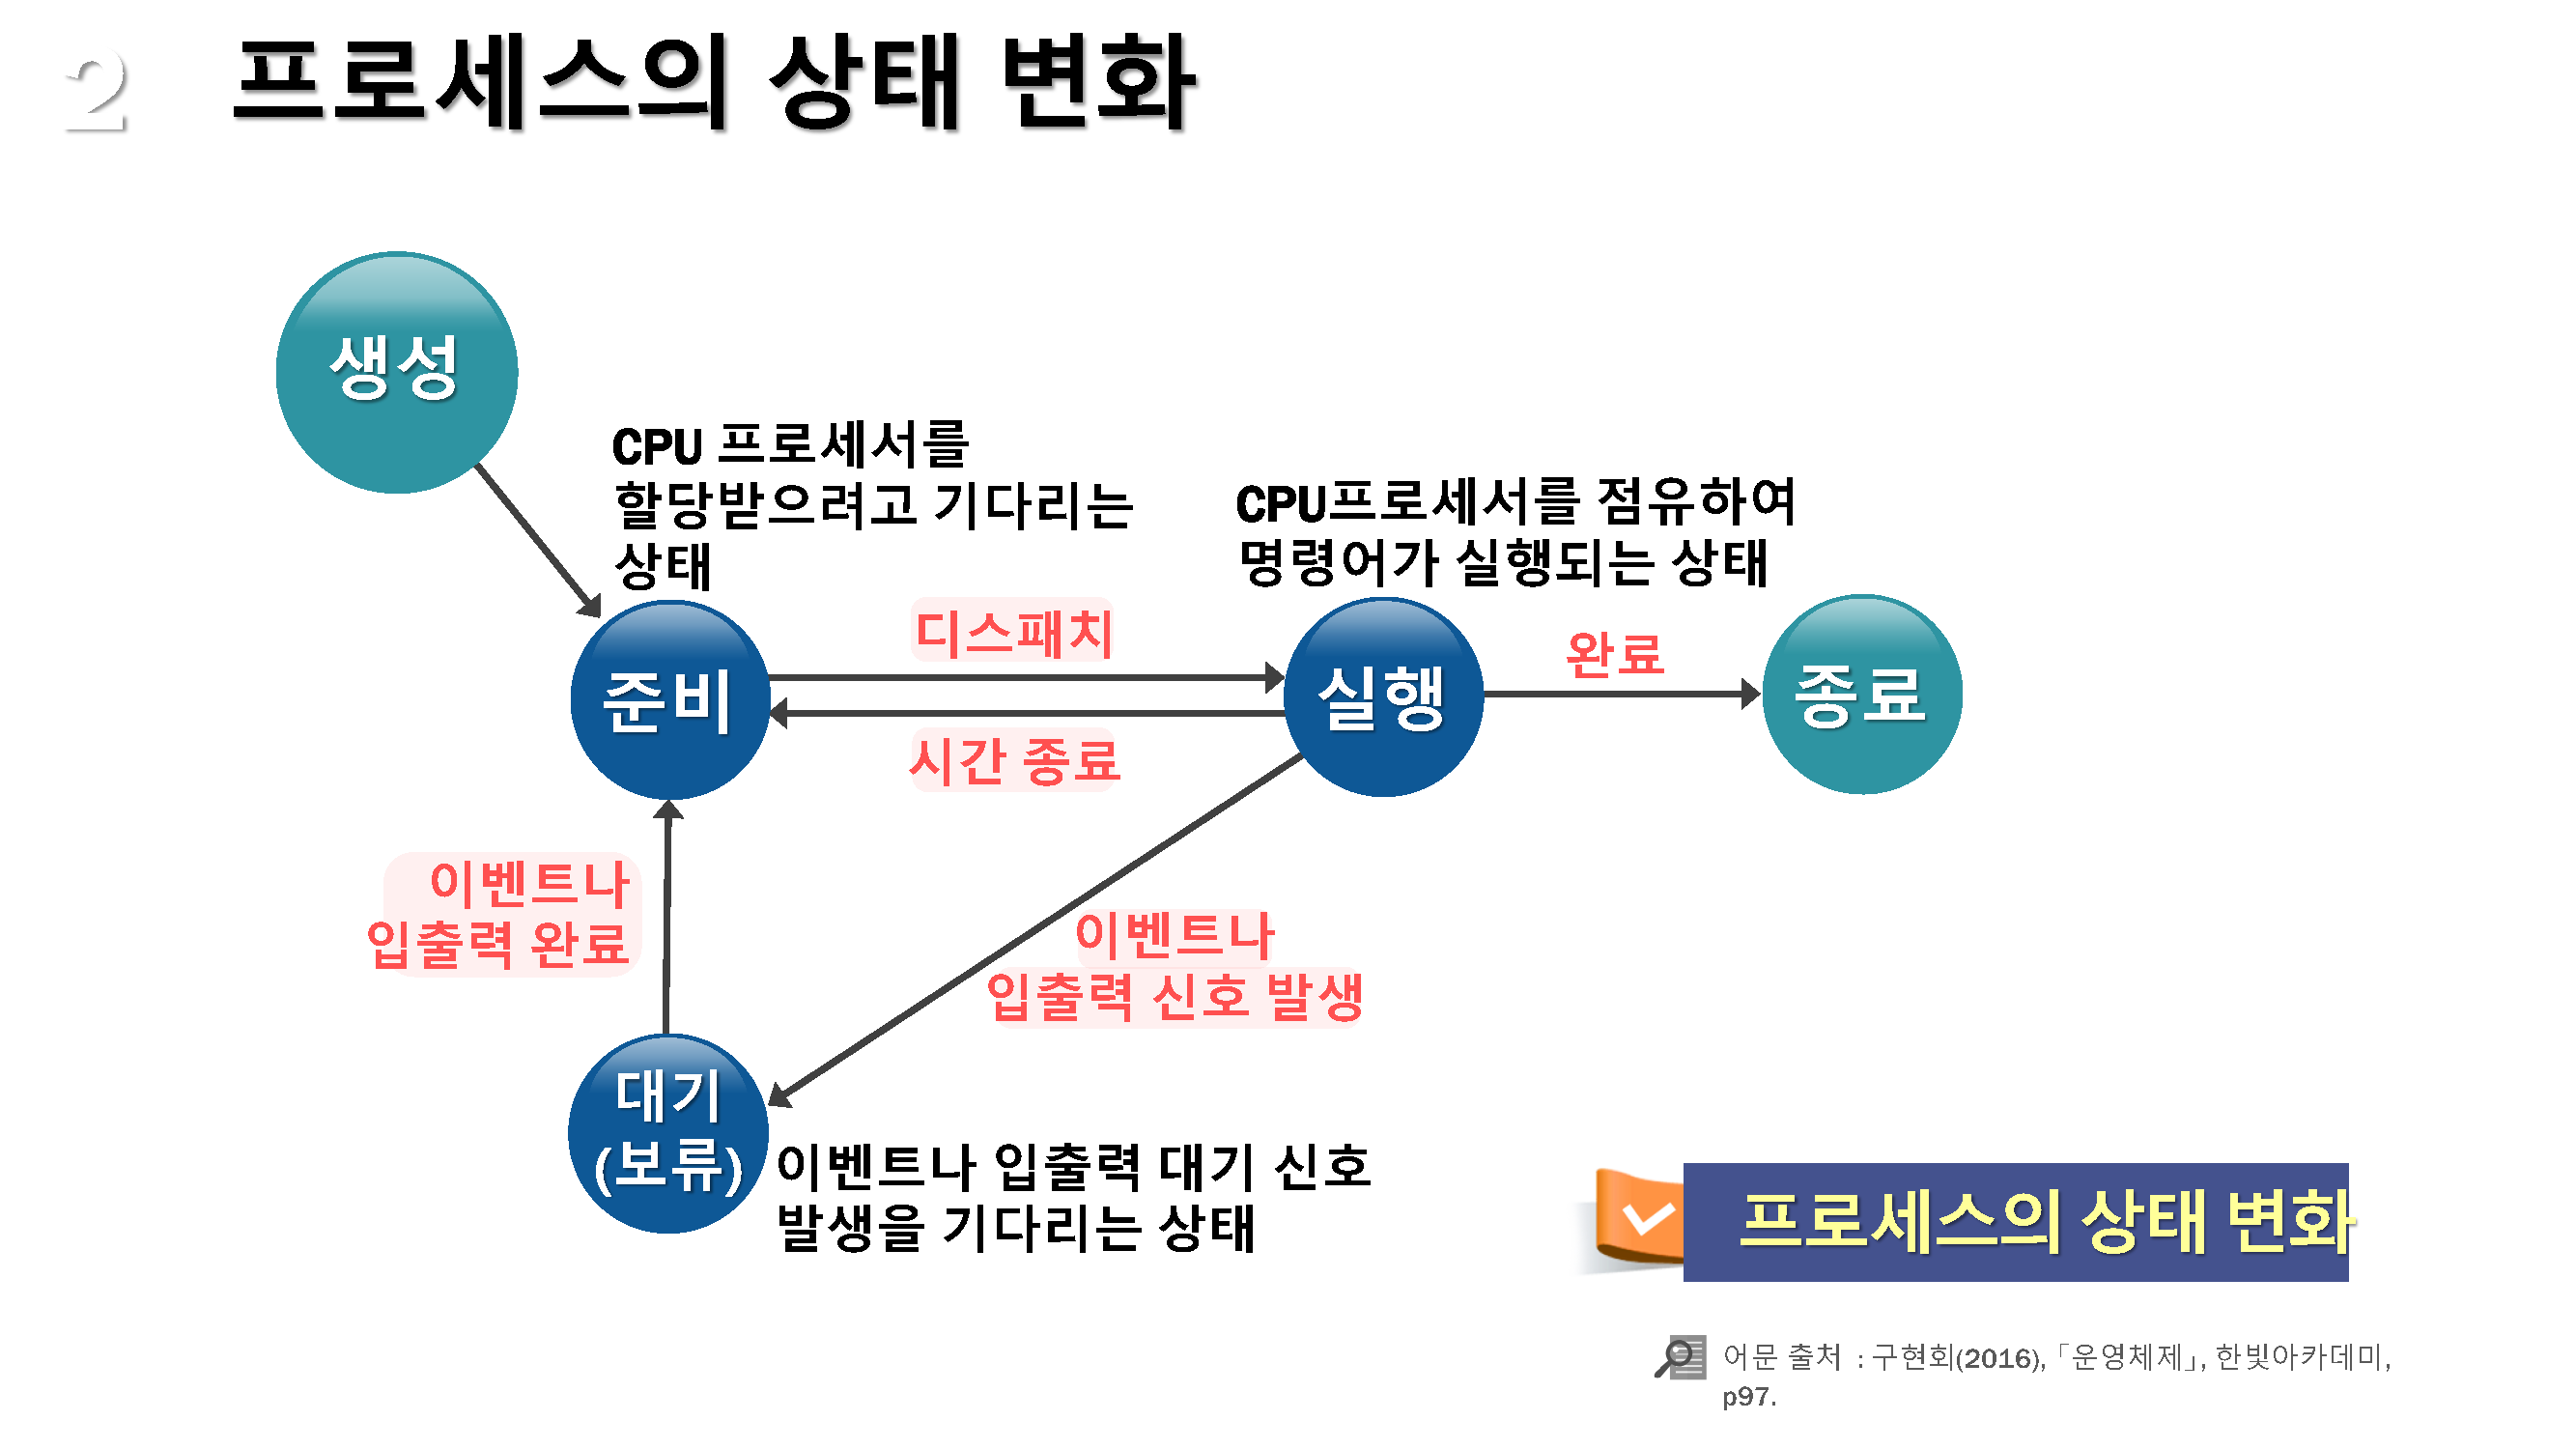 2 프로세스의 상태 변화
생성
CPU 프로세서를
할당받으려고 기다리는
상태
CPU프로세서를 점유하여
명령어가 실행되는 상태
디스패치
완료
준비
실행
종료
시간 종료
이벤트나
입출력 완료
이벤트나
입출력 신호 발생
대기
(보류)
이벤트나 입출력 대기 신호
발생을 기다리는 상태
프로세스의 상태 변화
어문 출처 : 구현회(2016), 「운영체제」, 한빛아카데미,
p97.